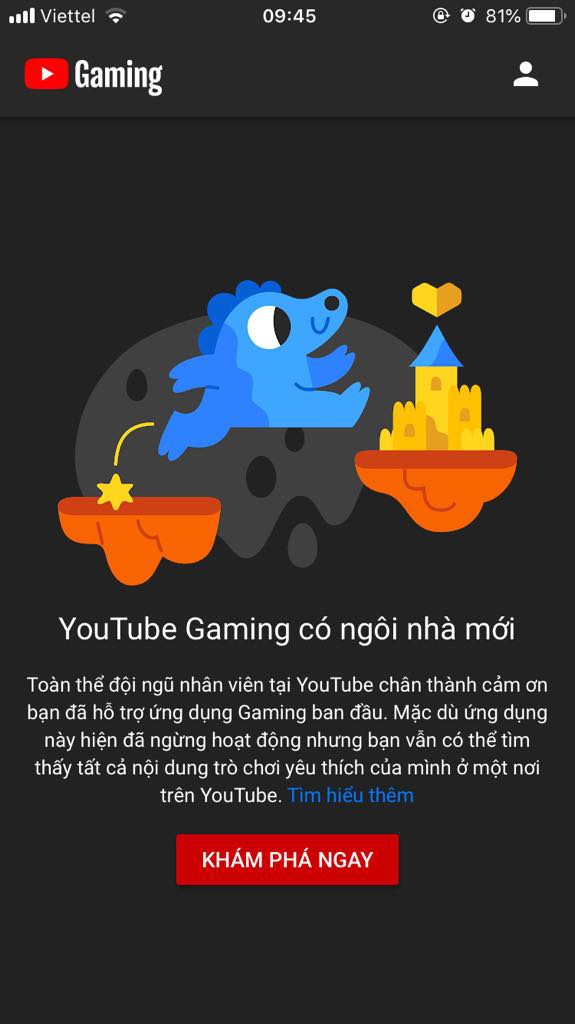 Viettel 09:45 81%
Gaming
YouTube Gaming có ngôi nhà mới
Toàn thể đội ngũ nhân viên tại YouTube chân thành cảm ơn
bạn đã hỗ trợ ứng dụng Gaming ban đầu. Mặc dù ứng dụng
này hiện đã ngừng hoạt động nhưng bạn vẫn có thể tìm
thấy tất cả nội dung trò chơi yêu thích của mình ở một nơi
trên YouTube. Tìm hiểu thêm
KHÁM PHÁ NGAY